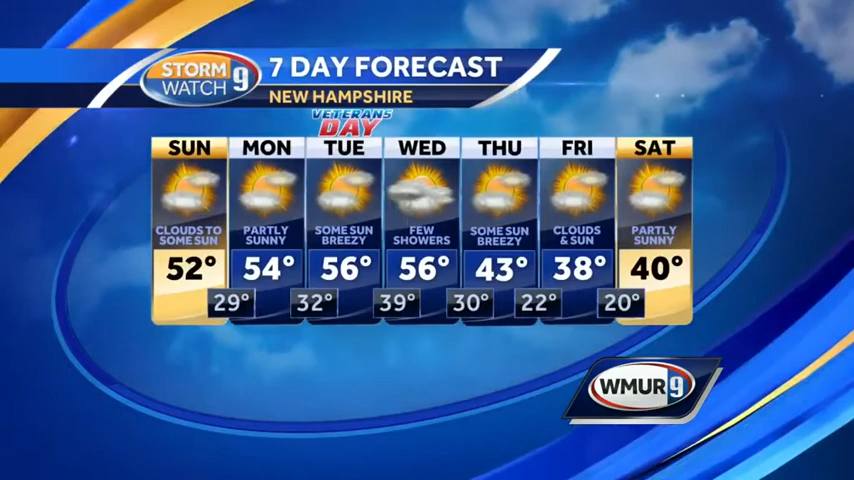 STORM
WATCH 9
7 DAY FORECAST
NEW HAMPSHIRE
VETERANS
DAY
SUN MON TUE WED THU FRI SAT
CLOUDS TO PARTLY SOME SUN FEW SOME SUN CLOUDS PARTLY
SOME SUN SUNNY BREEZY SHOWERS BREEZY & SUN SUNNY
52° 54° 56° 56° 43° 38° 40°
29° 32° 39° 30° 22° 20°
WMUR 9